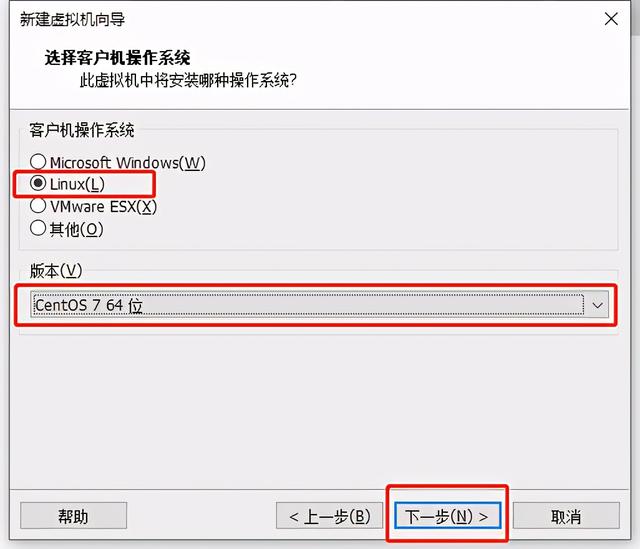 新建虚拟机向导
选择客户机操作系统
此虚拟机中将安装哪种操作系统?
客户机操作系统
Microsoft Windows(W)
Linux(L)
VMware ESX(X)
其他(O)
版本(V)
CentOS 7 64 位
帮助
< 上一步(B)
下一步(N) >
取消